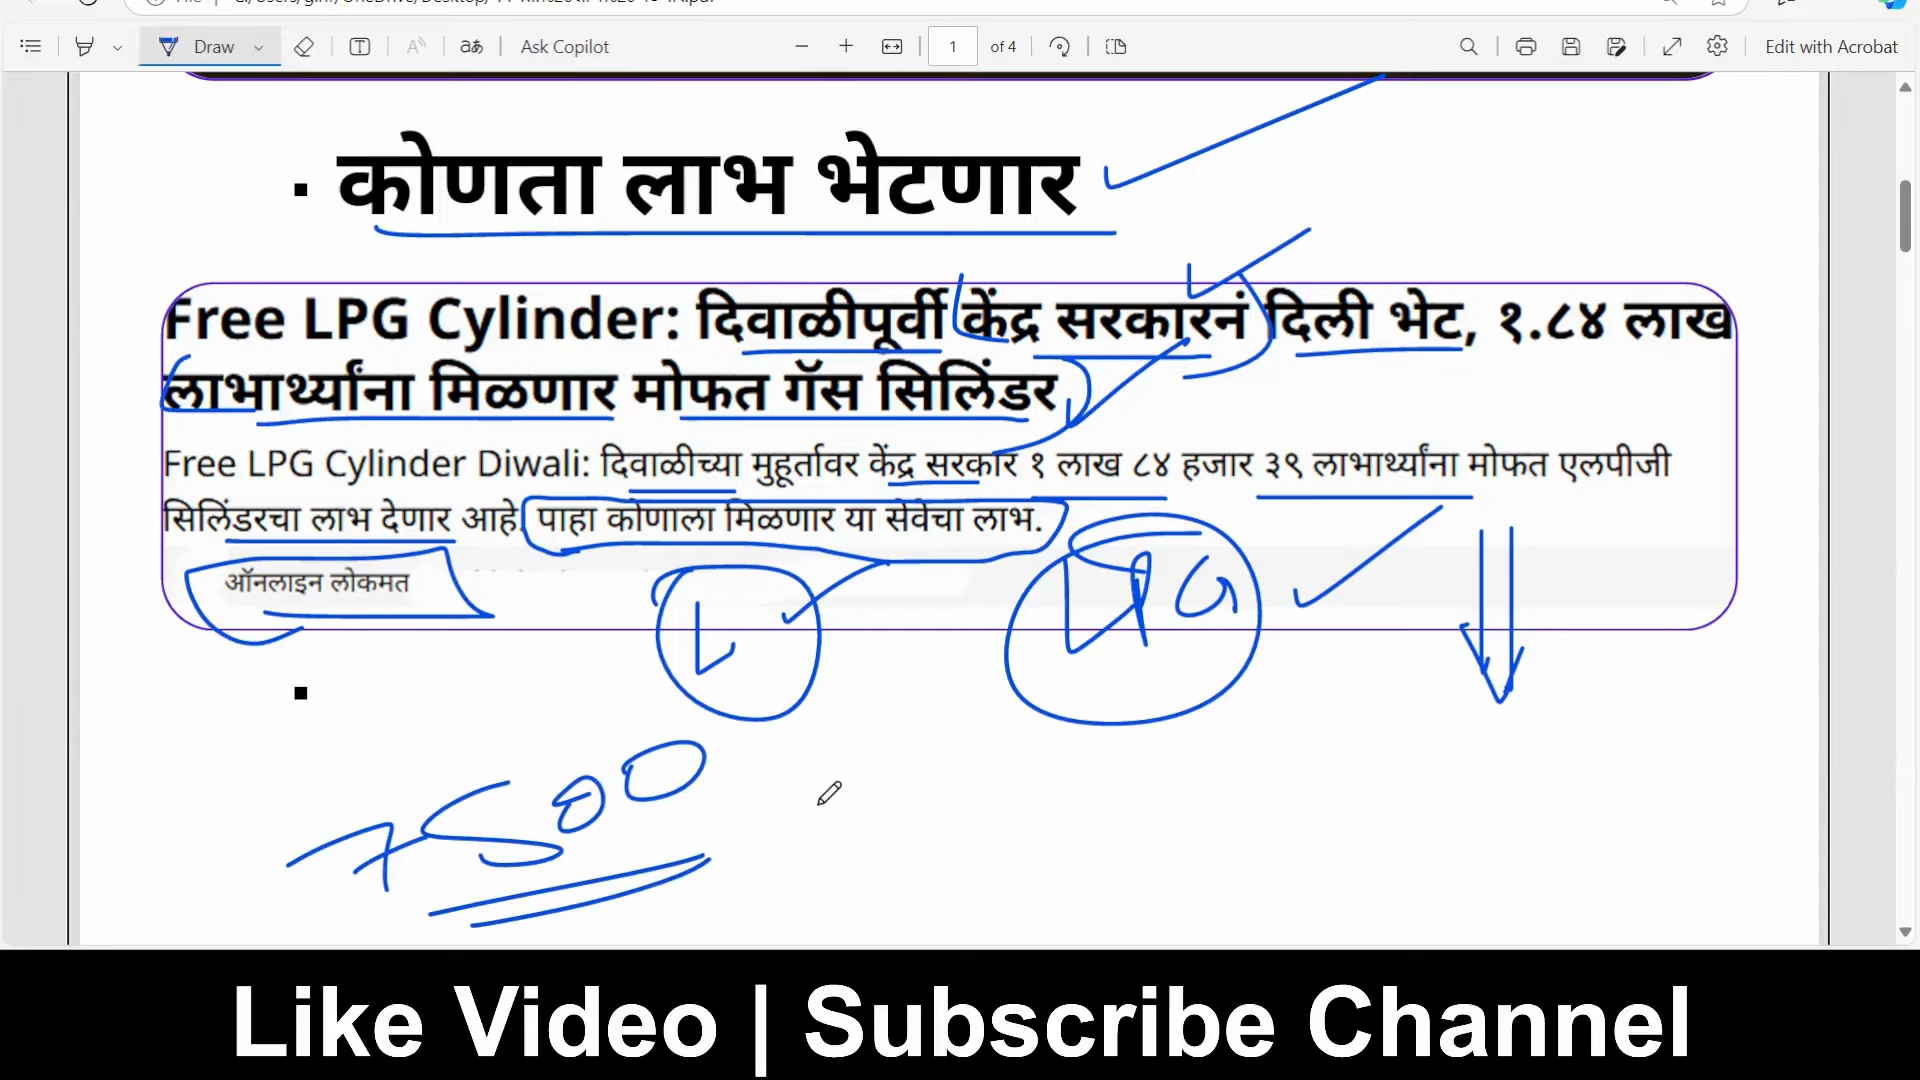 Draw
Ask Copilot
1 of 4
Edit with Acrobat
· कोणता लाभ भेटणार
Free LPG Cylinder: दिवाळीपूर्वी केंद्र सरकारनं दिली भेट, १.८४ लाख
लाभार्थ्यांना मिळणार मोफत गॅस सिलिंडर
Free LPG Cylinder Diwali: दिवाळीच्या मुहूर्तावर केंद्र सरकार १ लाख ८४ हजार ३९ लाभार्थ्यांना मोफत एलपीजी
सिलिंडरचा लाभ देणार आहे. पाहा कोणाला मिळणार या सेवेचा लाभ.
ऑनलाइन लोकमत
7500
Like Video | Subscribe Channel